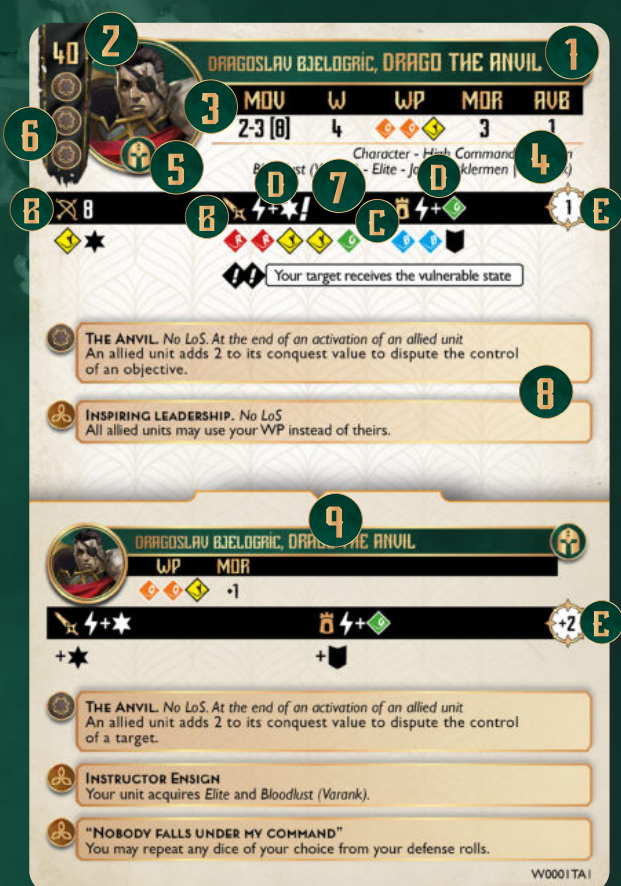 40
2
DRAGOSLAV BJELOGRIC, DRAGO THE ANVIL
1
3
MOV W WP MOR AVB
2-3 [8] 4 O O Y 3 1
6
Character - High Command
4
5
- Elite -
D
7
D
B
8
B
+ !
C
+ G
1
E
Y
R R Y Y G
! ! Your target receives the vulnerable state
THE ANVIL. No LoS. At the end of an activation of an allied unit
An allied unit adds 2 to its conquest value to dispute the control
of an objective.
8
INSPIRING LEADERSHIP. No LoS
All allied units may use your WP instead of theirs.
9
DRAGOSLAV BJELOGRIC, THE ANVIL
WP MOR
O O Y +1
+
+ G
+2
E
+
+
THE ANVIL. No LoS. At the end of an activation of an allied unit
An allied unit adds 2 to its conquest value to dispute the control
of a target.
INSTRUCTOR ENSIGN
Your unit acquires Elite and Bloodlust (Varank).
"NOBODY FALLS UNDER MY COMMAND"
You may repeat any dice of your choice from your defense rolls.
W0001TA1